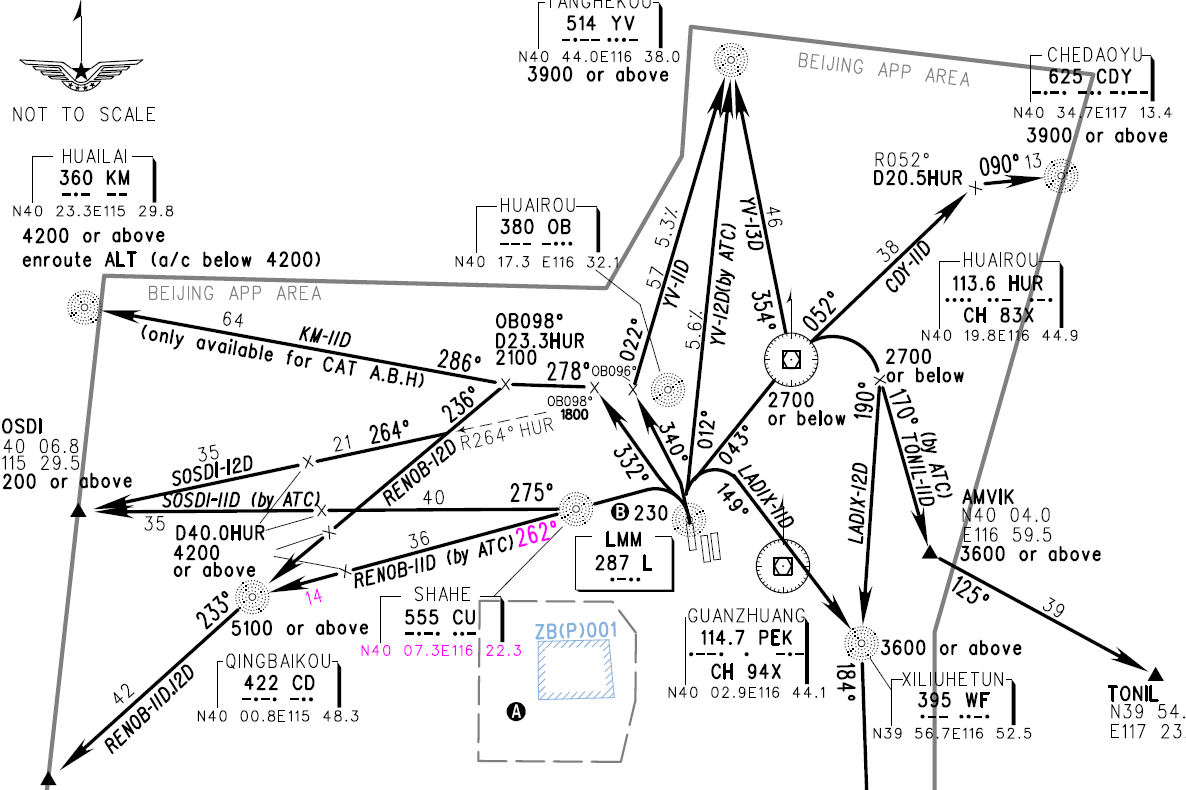 TANGHEKOU
514 YV
N40 44.0E116 38.0
3900 or above
BEIJING APP AREA
CHEDAOYU
625 CDY
N40 34.7E117 13.4
3900 or above
NOT TO SCALE
HUAILAI
360 KM
N40 23.3E115 29.8
4200 or above
enroute ALT (a/c below 4200)
R052°
D20.5HUR
090° 13
HUAIROU
380 OB
N40 17.3 E116 32.1
57 5.3%
YV-11D
022°
5.6%
YV-12D(by ATC)
012°
46
YV-13D
354°
38
CDY-11D
052°
HUAIROU
113.6 HUR
CH 83X
N40 19.8E116 44.9
BEIJING APP AREA
64
KM-11D
(only available for CAT A.B.H)
286°
OB098°
D23.3HUR
2100
278°
OB096°
OB098°
1800
2700
or below
2700
or below
236°
RENOB-12D
R264° HUR
264°
21
35
SOSDI-12D
OSDI
40 06.8
115 29.5
200 or above
SOSDI-11D (by ATC)
35
40
275°
332°
340°
043°
149°
LADIX-11D
190°
LADIX-12D
170°
(by ATC)
TONIL-11D
AMVIK
N40 04.0
E116 59.5
3600 or above
125°
39
D40.0HUR
4200
or above
36
RENOB-11D (by ATC)
262°
14
B 230
LMM
287 L
SHAHE
555 CU
N40 07.3E116 22.3
233°
5100 or above
QINGBAIKOU
422 CD
N40 00.8E115 48.3
42
RENOB-11D.12D
ZB(P)001
A
GUANZHUANG
114.7 PEK
CH 94X
N40 02.9E116 44.1
3600 or above
184°
XILIUHETUN
395 WF
N39 56.7E116 52.5
TONIL
N39 54.
E117 23.